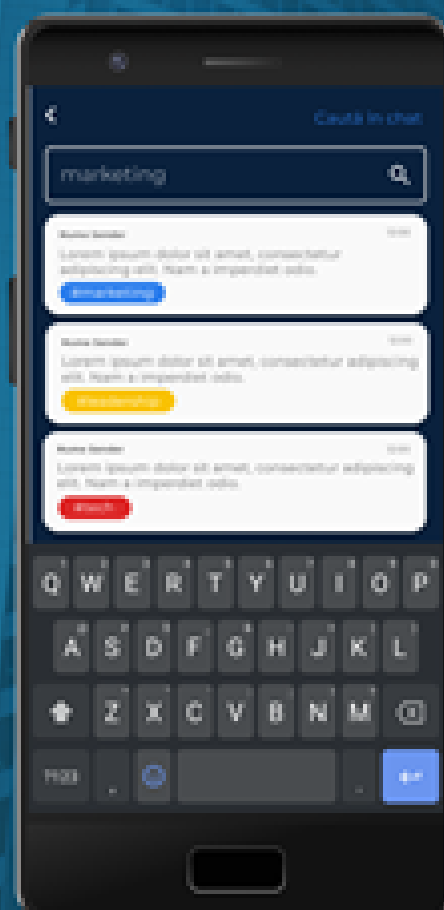 Caută în chat
marketing
Nume Sender
Lorem ipsum dolor sit amet, consectetur
adipiscing elit. Nam a imperdiet odio.
#marketing
Nume Sender
Lorem ipsum dolor sit amet, consectetur adipiscing
elit. Nam a imperdiet odio.
#leadership
Nume Sender
Lorem ipsum dolor sit amet, consectetur adipiscing
elit. Nam a imperdiet odio.
#tech
Q W E R T Y U I O P
A S D F G H J K L
Z X C V B N M
?123 , .